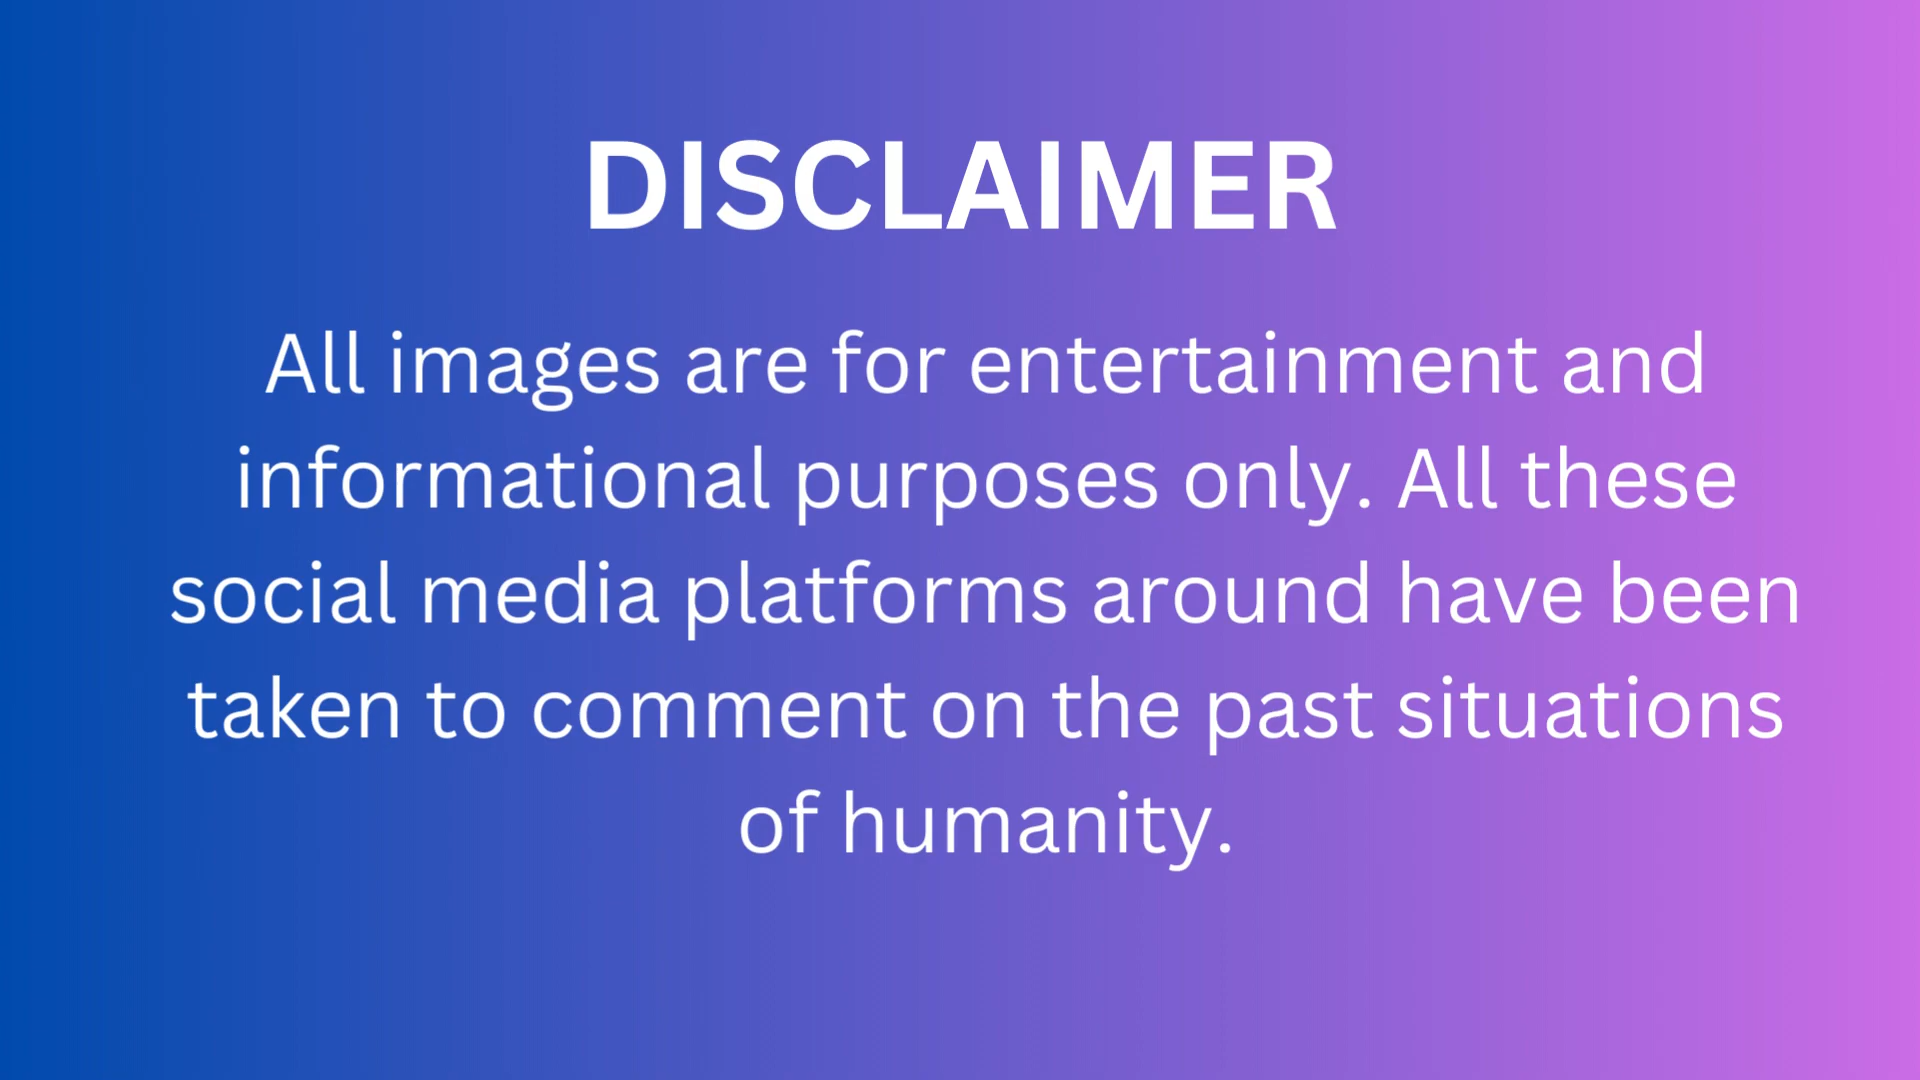 DISCLAIMER
All images are for entertainment and
informational purposes only. All these
social media platforms around have been
taken to comment on the past situations
of humanity.